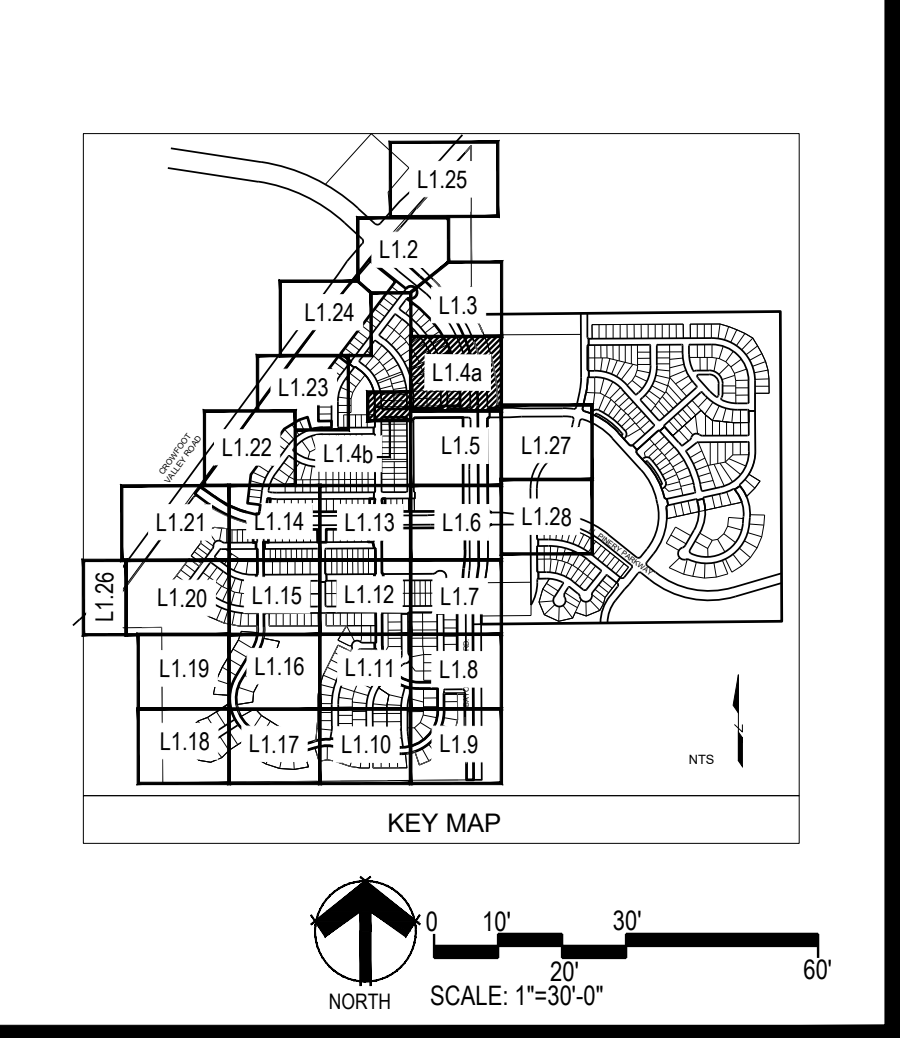 L1.25
L1.2
L1.3
L1.24
L1.4a
L1.23
L1.22
L1.4b
L1.5
L1.27
CROWFOOT
VALLEY ROAD
L1.21
L1.14
L1.13
L1.6
L1.28
PINERY PARKWAY
L1.26
L1.20
L1.15
L1.12
L1.7
L1.19
L1.16
L1.11
L1.8
L1.18
L1.17
L1.10
L1.9
NTS
KEY MAP
0 10' 30'
20' 60'
NORTH
SCALE: 1"=30'-0"